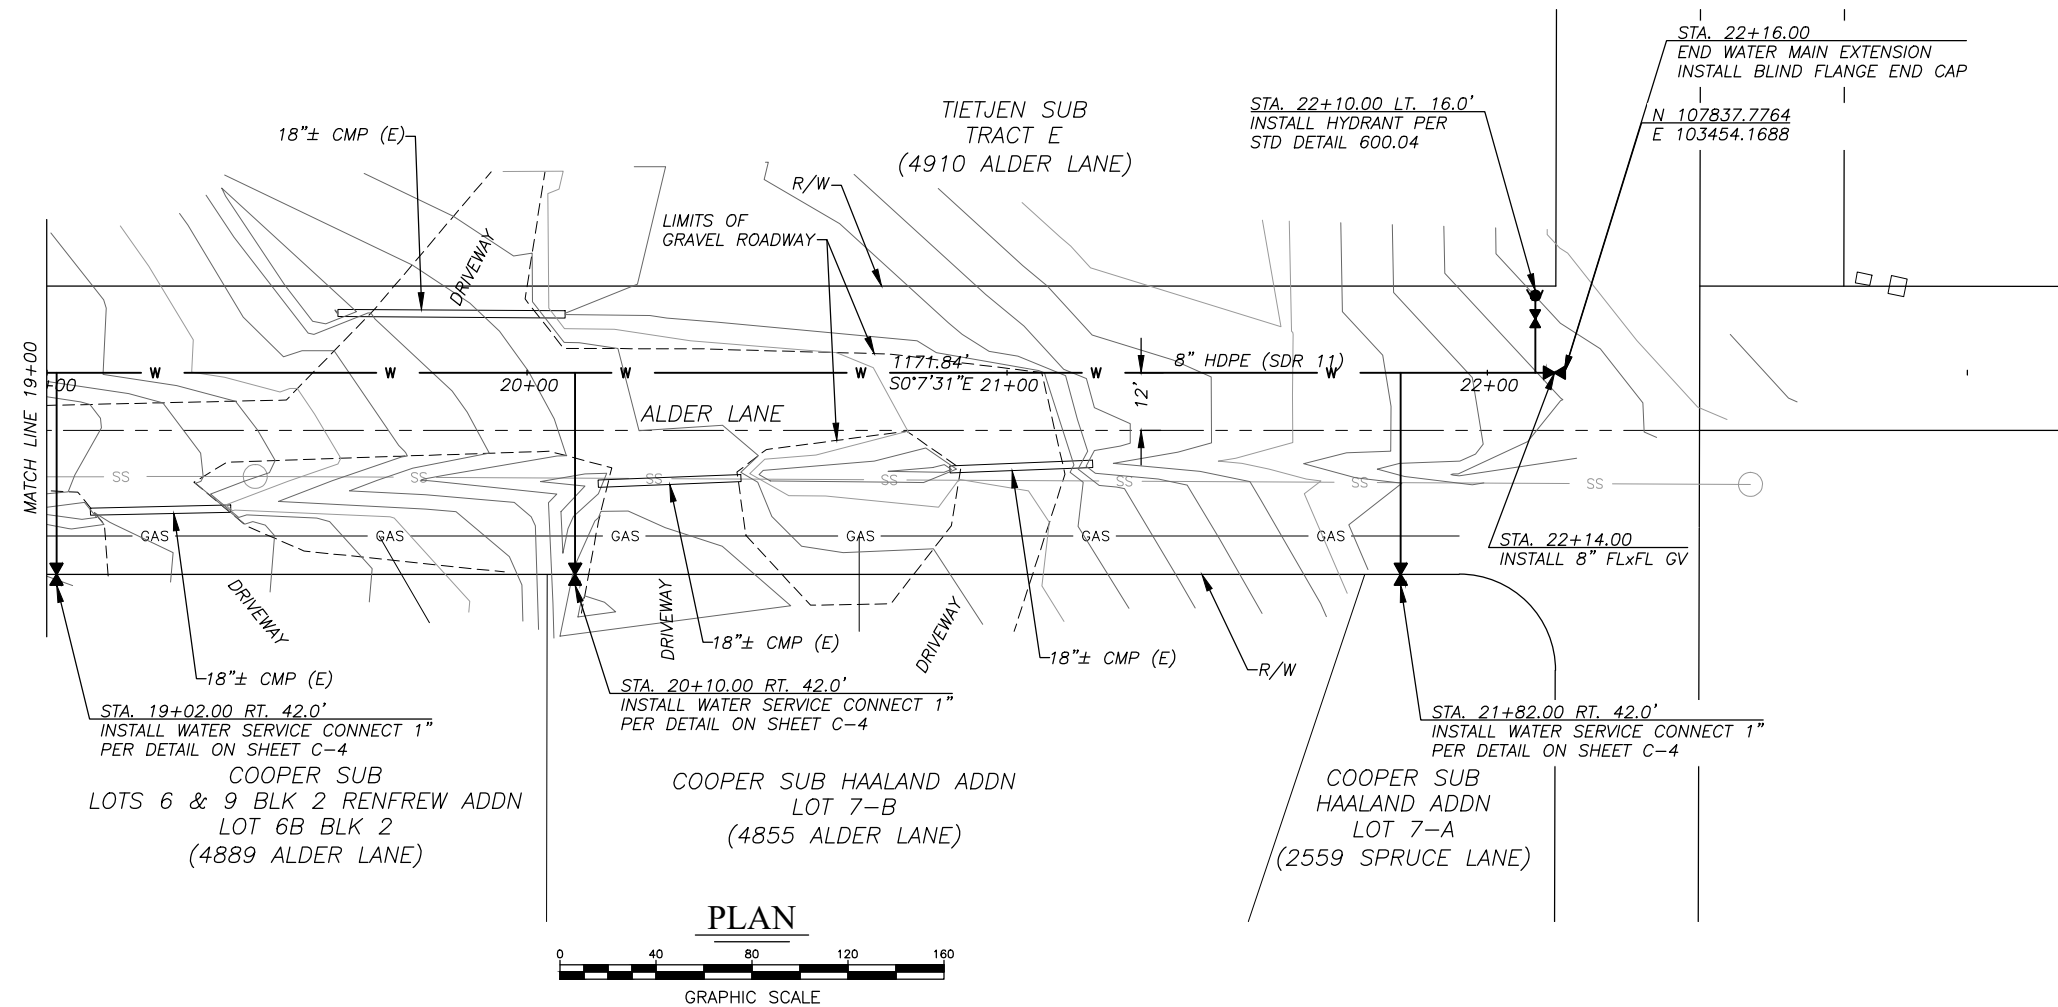 STA. 22+16.00
END WATER MAIN EXTENSION
INSTALL BLIND FLANGE END CAP
N 107837.7764
E 103454.1688
STA. 22+10.00 LT. 16.0'
INSTALL HYDRANT PER
STD DETAIL 600.04
TIETJEN SUB
TRACT E
(4910 ALDER LANE)
18"± CMP (E)
R/W
LIMITS OF
GRAVEL ROADWAY
DRIVEWAY
MATCH LINE 19+00
+00
W
W
W
W
W
W
1171.84'
S0°7'31"E
8" HDPE (SDR 11)
20+00
21+00
22+00
12'
ALDER LANE
SS
SS
SS
SS
SS
SS
SS
GAS
GAS
GAS
GAS
GAS
GAS
STA. 22+14.00
INSTALL 8" FLxFL GV
DRIVEWAY
DRIVEWAY
DRIVEWAY
18"± CMP (E)
18"± CMP (E)
18"± CMP (E)
R/W
STA. 19+02.00 RT. 42.0'
INSTALL WATER SERVICE CONNECT 1"
PER DETAIL ON SHEET C-4
STA. 20+10.00 RT. 42.0'
INSTALL WATER SERVICE CONNECT 1"
PER DETAIL ON SHEET C-4
STA. 21+82.00 RT. 42.0'
INSTALL WATER SERVICE CONNECT 1"
PER DETAIL ON SHEET C-4
COOPER SUB
LOTS 6 & 9 BLK 2 RENFREW ADDN
LOT 6B BLK 2
(4889 ALDER LANE)
COOPER SUB HAALAND ADDN
LOT 7-B
(4855 ALDER LANE)
COOPER SUB
HAALAND ADDN
LOT 7-A
(2559 SPRUCE LANE)
PLAN
0 40 80 120 160
GRAPHIC SCALE